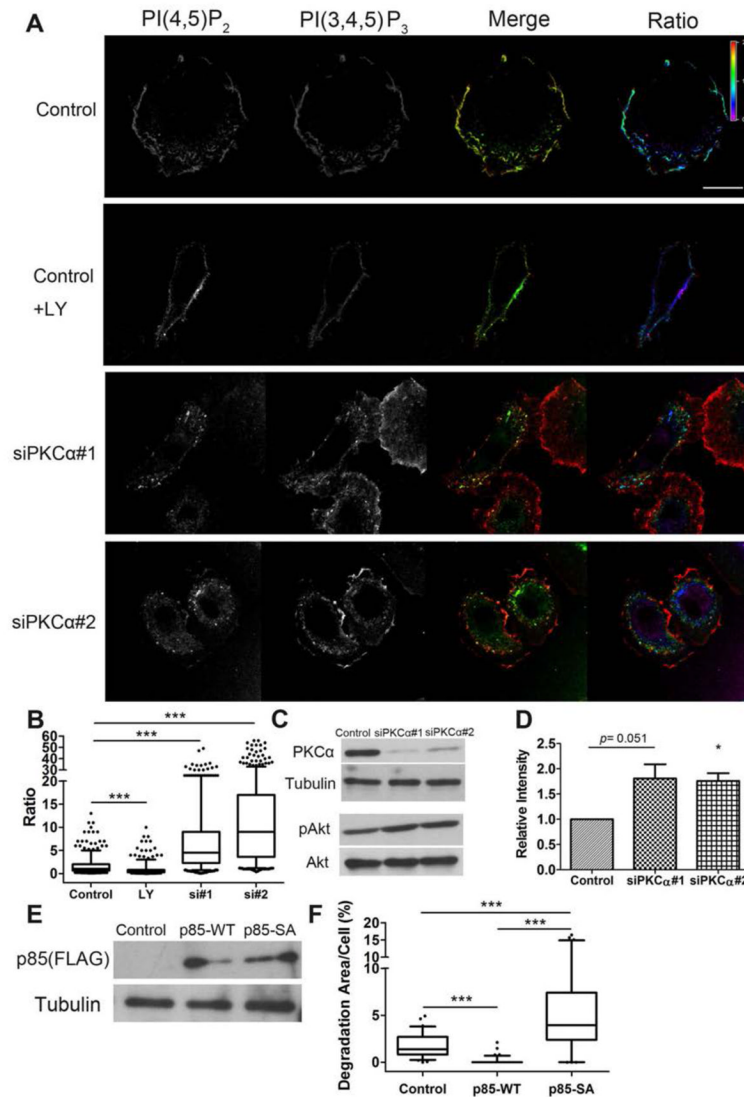 A
PI(4,5)P2 PI(3,4,5)P3 Merge Ratio
Control
Control
+LY
siPKCα#1
siPKCα#2
B
***
***
***
Ratio
60
50
40
30
20
15
10
5
0
Control LY si#1 si#2
C
Control siPKCα#1 siPKCα#2
PKCα
Tubulin
pAkt
Akt
D
p= 0.051
*
Relative Intensity
2.5
2.0
1.5
1.0
0.5
0.0
Control siPKCα#1 siPKCα#2
E
Control p85-WT p85-SA
p85(FLAG)
Tubulin
F
***
***
***
Degradation Area/Cell (%)
25
20
15
10
5
0
Control p85-WT p85-SA